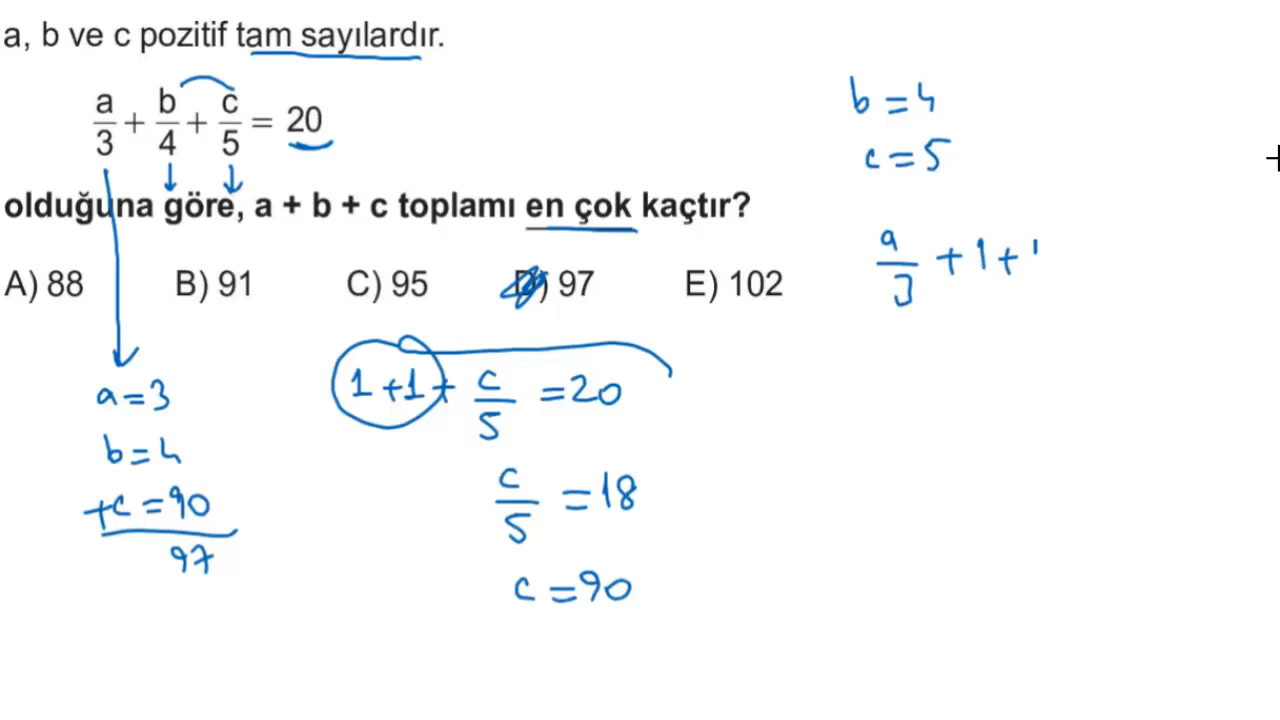 a, b ve c pozitif tam sayılardır.
a/3 + b/4 + c/5 = 20
olduğuna göre, a + b + c toplamı en çok kaçtır?
A) 88 B) 91 C) 95 D) 97 E) 102
a = 3
b = 4
+ c = 90
97
1 + 1 + c/5 = 20
c/5 = 18
c = 90
b = 4
c = 5
a/3 + 1 + 1